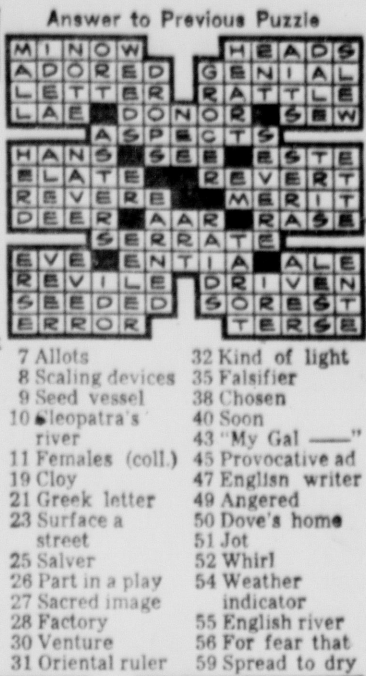 Answer to Previous Puzzle
MINOW HEADS
ADORED GENIAL
LETTER RATTLE
LAE DONOR SEW
ASPECTS
HANS SEE ESTE
ELATE REVERT
REVERE MERIT
DEER AAR RASE
SERRATE
EVE ENTIA ALE
REVILE DRIVEN
SEEDED SOREST
ERROR TERSE
7 Allots
8 Scaling devices
9 Seed vessel
10 Cleopatra's
river
11 Females (coll.)
19 Cloy
21 Greek letter
23 Surface a
street
25 Salver
26 Part in a play
27 Sacred image
28 Factory
30 Venture
31 Oriental ruler
32 Kind of light
35 Falsifier
38 Chosen
40 Soon
43 "My Gal ——"
45 Provocative ad
47 Englisn writer
49 Angered
50 Dove's home
51 Jot
52 Whirl
54 Weather
indicator
55 English river
56 For fear that
59 Spread to dry